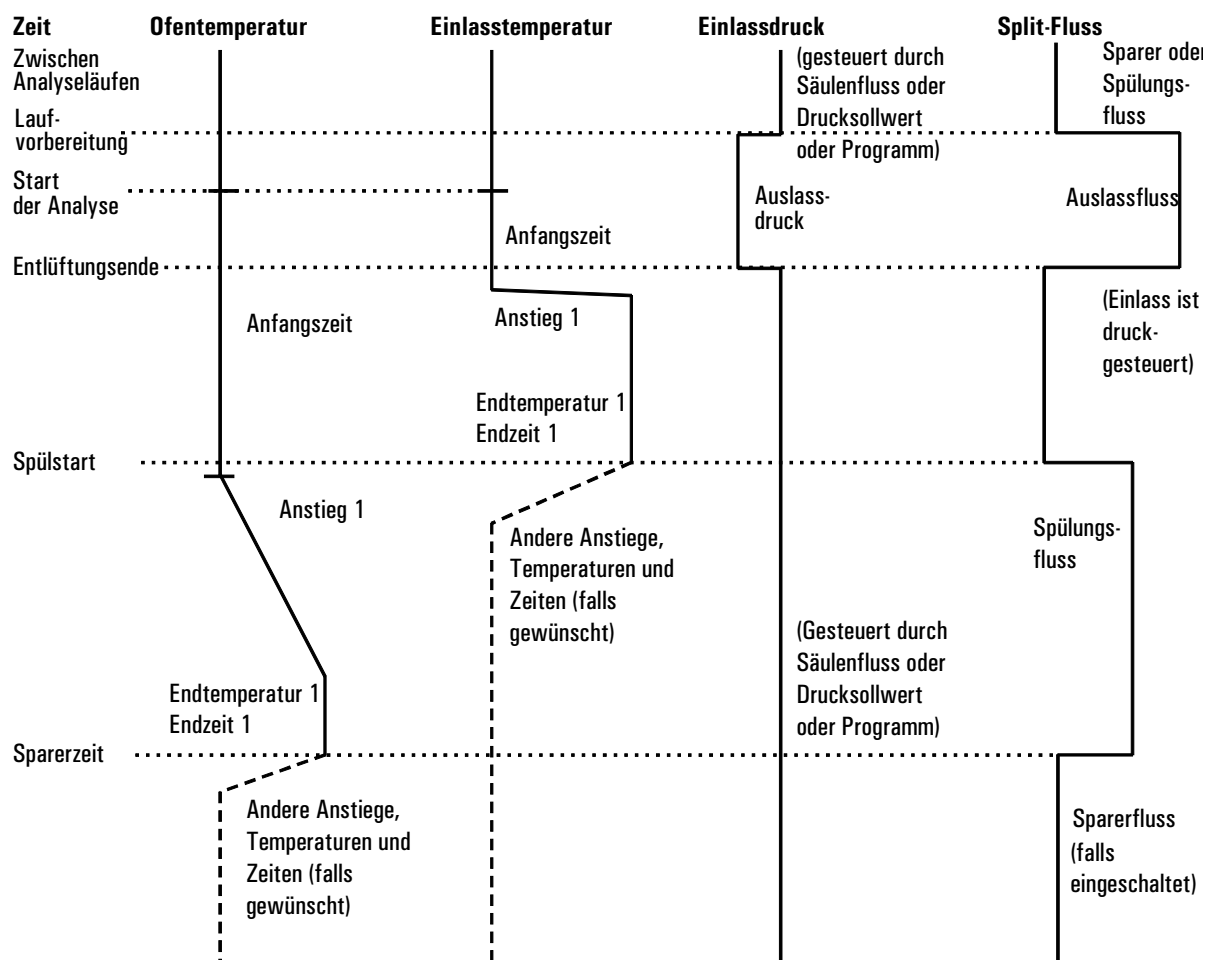 Zeit
Ofentemperatur
Einlasstemperatur
Einlassdruck
Split-Fluss
Zwischen
Analyseläufen
(gesteuert durch
Säulenfluss oder
Drucksollwert
oder Programm)
Sparer oder
Spülungs-
fluss
Lauf-
vorbereitung
Start
der Analyse
Auslass-
druck
Auslassfluss
Anfangszeit
Entlüftungsende
Anfangszeit
Anstieg 1
(Einlass ist
druck-
gesteuert)
Endtemperatur 1
Endzeit 1
Spülstart
Anstieg 1
Andere Anstiege,
Temperaturen und
Zeiten (falls
gewünscht)
Spülungs-
fluss
(Gesteuert durch
Säulenfluss oder
Drucksollwert
oder Programm)
Endtemperatur 1
Endzeit 1
Sparerzeit
Andere Anstiege,
Temperaturen und
Zeiten (falls
gewünscht)
Sparerfluss
(falls
eingeschaltet)